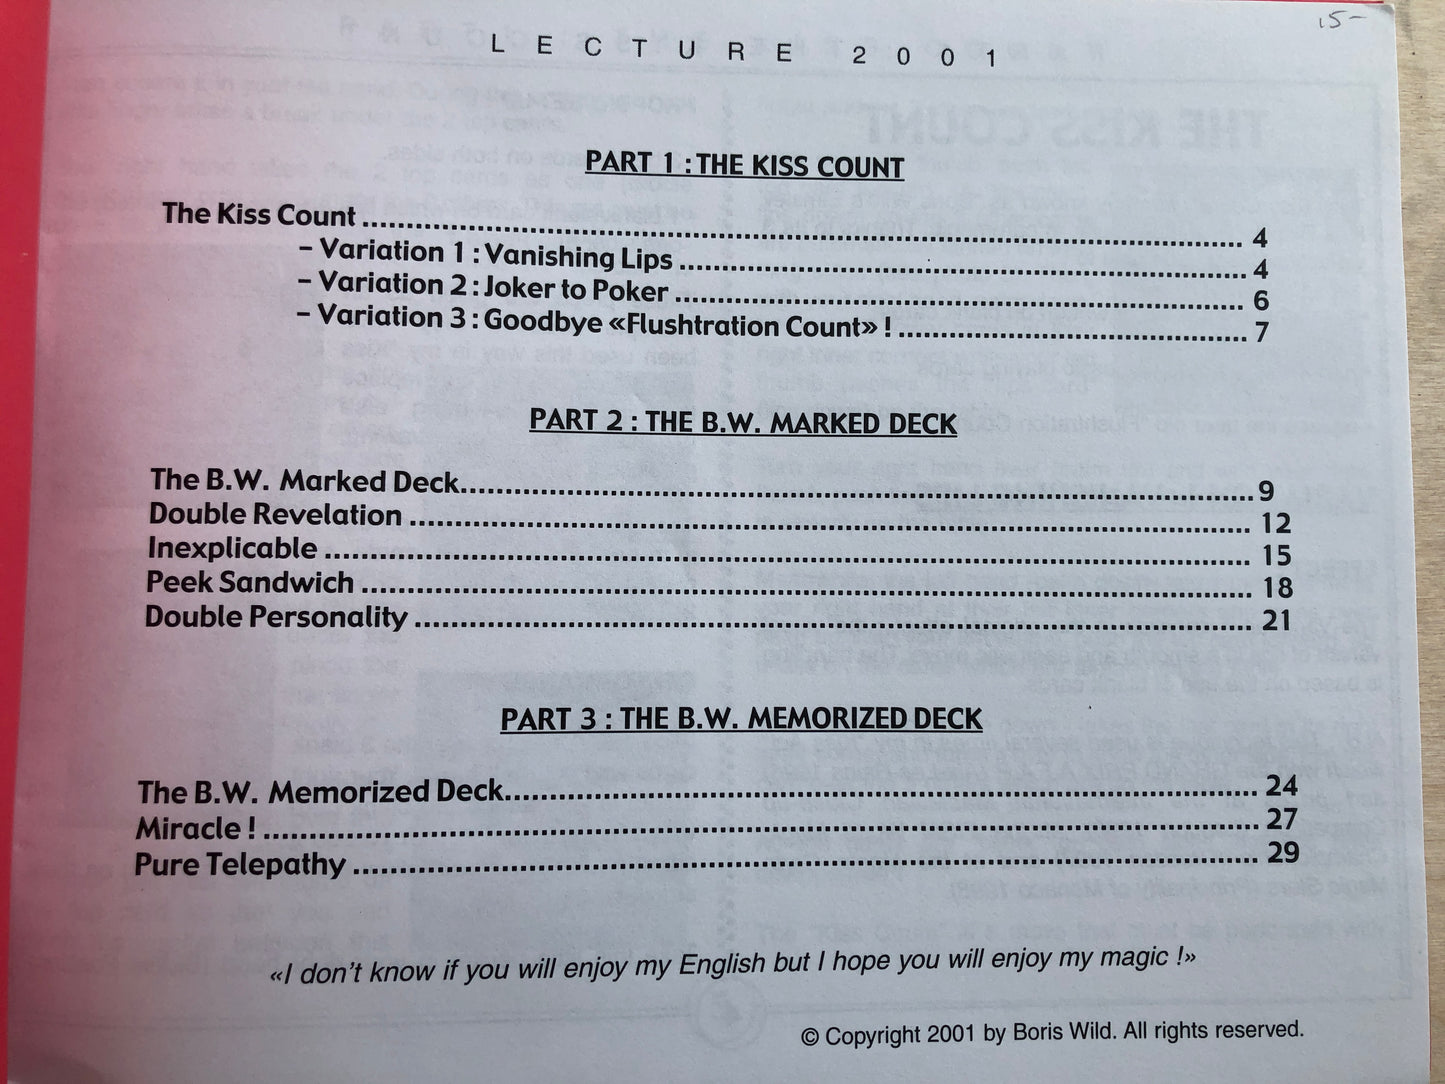 15-
LECTURE 2001
PART 1 : THE KISS COUNT
The Kiss Count ........ 4
– Variation 1 : Vanishing Lips ........ 4
– Variation 2 : Joker to Poker ........ 6
– Variation 3 : Goodbye «Flushtration Count» ! ........ 7
PART 2 : THE B.W. MARKED DECK
The B.W. Marked Deck........ 9
Double Revelation ........ 12
Inexplicable ........ 15
Peek Sandwich ........ 18
Double Personality ........ 21
PART 3 : THE B.W. MEMORIZED DECK
The B.W. Memorized Deck........ 24
Miracle ! ........ 27
Pure Telepathy ........ 29
«I don't know if you will enjoy my English but I hope you will enjoy my magic !»
© Copyright 2001 by Boris Wild. All rights reserved.